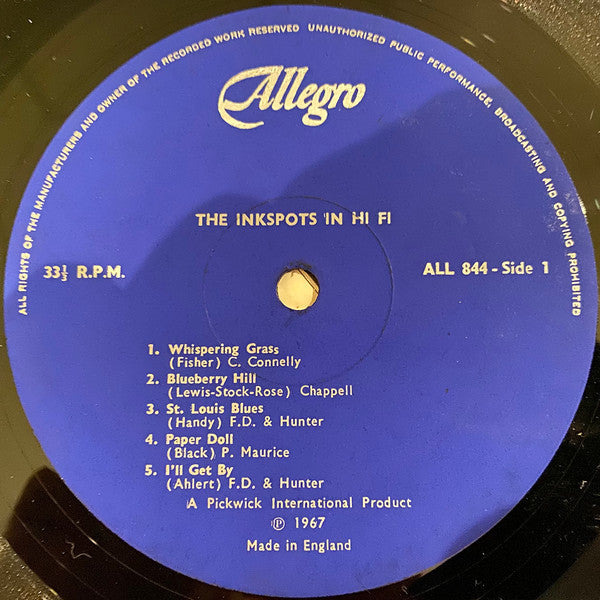 ALL RIGHTS OF THE MANUFACTURERS AND OWNER OF THE RECORDED WORK RESERVED UNAUTHORIZED PUBLIC PERFORMANCE, BROADCASTING AND COPYING PROHIBITED
Allegro
THE INKSPOTS IN HI FI
33⅓ R.P.M.
ALL 844 - Side 1
1. Whispering Grass
(Fisher) C. Connelly
2. Blueberry Hill
(Lewis-Stock-Rose) Chappell
3. St. Louis Blues
(Handy) F.D. & Hunter
4. Paper Doll
(Black) P. Maurice
5. I'll Get By
(Ahlert) F.D. & Hunter
A Pickwick International Product
℗ 1967
Made in England